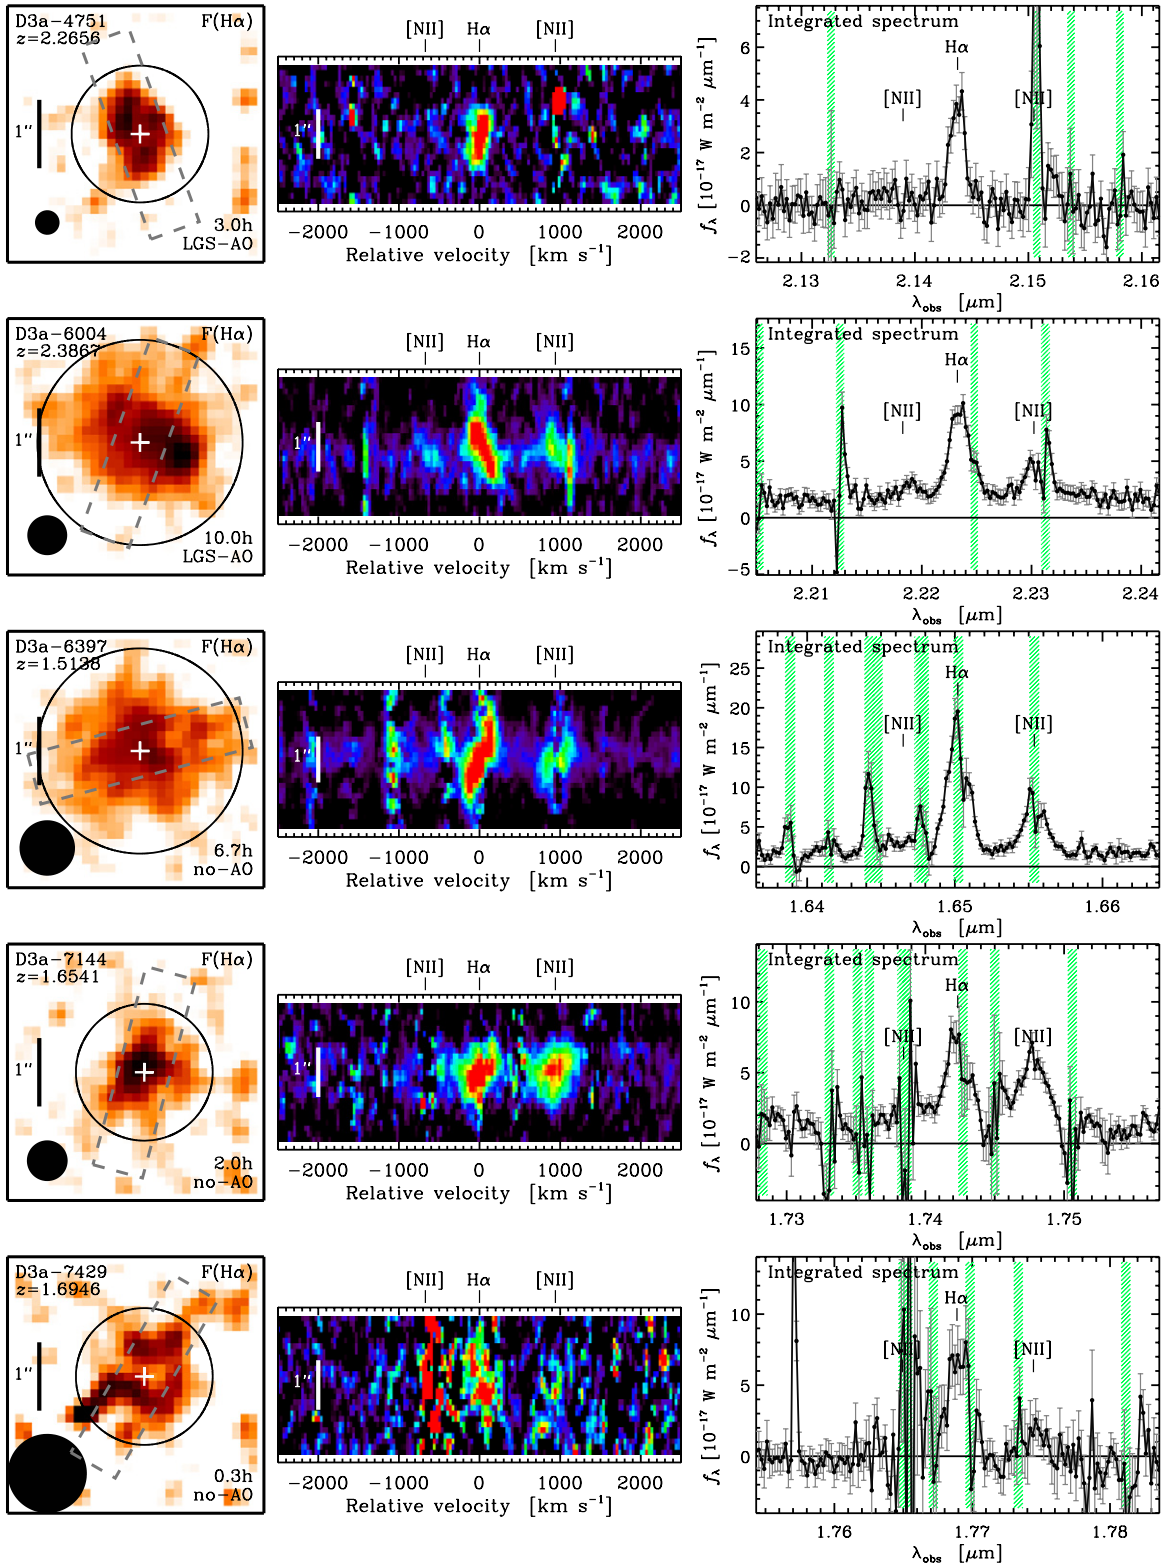 D3a-4751 F(Hα)
z=2.2656
1″
3.0h
LGS-AO
[NII] Hα [NII]
1″
-2000 -1000 0 1000 2000
Relative velocity [km s⁻¹]
Integrated spectrum
Hα
[NII] [NII]
6
4
2
0
-2
f_λ [10⁻¹⁷ W m⁻² μm⁻¹]
2.13 2.14 2.15 2.16
λ_obs [μm]
D3a-6004 F(Hα)
z=2.3867
1″
10.0h
LGS-AO
[NII] Hα [NII]
1″
-2000 -1000 0 1000 2000
Relative velocity [km s⁻¹]
Integrated spectrum
Hα
[NII] [NII]
15
10
5
0
-5
f_λ [10⁻¹⁷ W m⁻² μm⁻¹]
2.21 2.22 2.23 2.24
λ_obs [μm]
D3a-6397 F(Hα)
z=1.5138
1″
6.7h
no-AO
[NII] Hα [NII]
1″
-2000 -1000 0 1000 2000
Relative velocity [km s⁻¹]
Integrated spectrum
Hα
[NII] [NII]
25
20
15
10
5
0
f_λ [10⁻¹⁷ W m⁻² μm⁻¹]
1.64 1.65 1.66
λ_obs [μm]
D3a-7144 F(Hα)
z=1.6541
1″
2.0h
no-AO
[NII] Hα [NII]
1″
-2000 -1000 0 1000 2000
Relative velocity [km s⁻¹]
Integrated spectrum
Hα
[NII] [NII]
10
5
0
f_λ [10⁻¹⁷ W m⁻² μm⁻¹]
1.73 1.74 1.75
λ_obs [μm]
D3a-7429 F(Hα)
z=1.6946
1″
0.3h
no-AO
[NII] Hα [NII]
1″
-2000 -1000 0 1000 2000
Relative velocity [km s⁻¹]
Integrated spectrum
Hα
[NII] [NII]
10
5
0
f_λ [10⁻¹⁷ W m⁻² μm⁻¹]
1.76 1.77 1.78
λ_obs [μm]